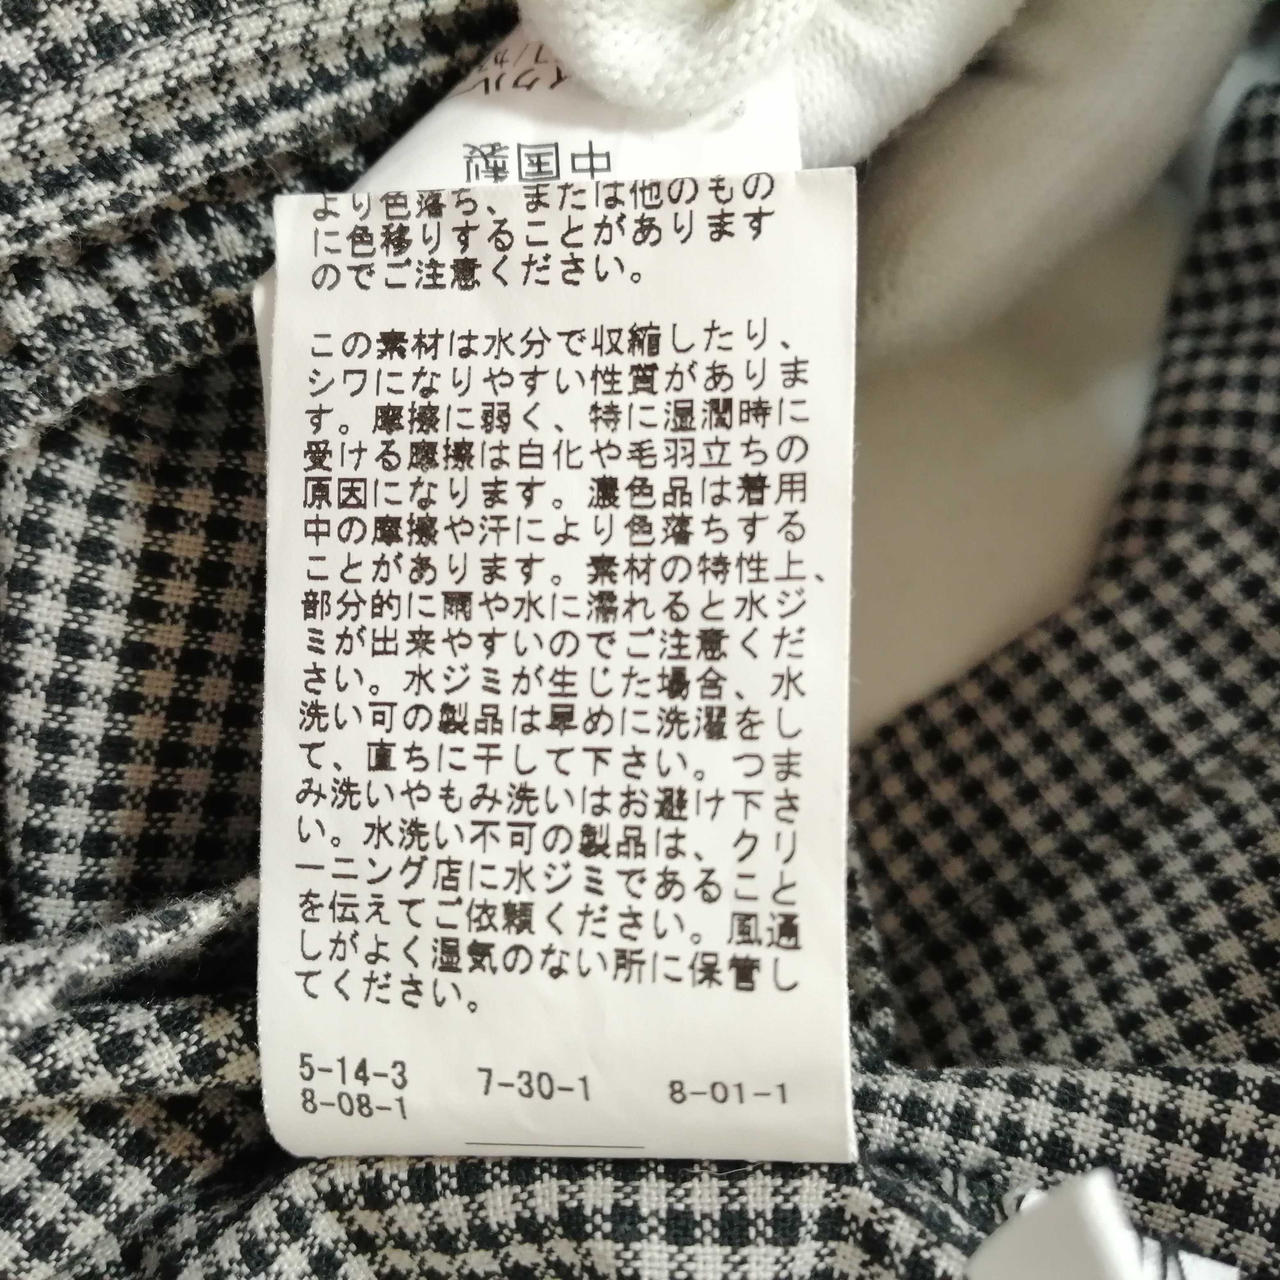 中国製
より色落ち、または他のもの
に色移りすることがあります
のでご注意ください。
この素材は水分で収縮したり、
シワになりやすい性質がありま
す。摩擦に弱く、特に湿潤時に
受ける摩擦は白化や毛羽立ちの
原因になります。濃色品は着用
中の摩擦や汗により色落ちする
ことがあります。素材の特性上、
部分的に雨や水に濡れると水ジ
ミが出来やすいのでご注意くだ
さい。水ジミが生じた場合、水
洗い可の製品は早めに洗濯をし
て、直ちに干して下さい。つま
み洗いやもみ洗いはお避け下さ
い。水洗い不可の製品は、クリ
ーニング店に水ジミであること
を伝えてご依頼ください。風通
しがよく湿気のない所に保管し
てください。
5-14-3 7-30-1 8-01-1
8-08-1